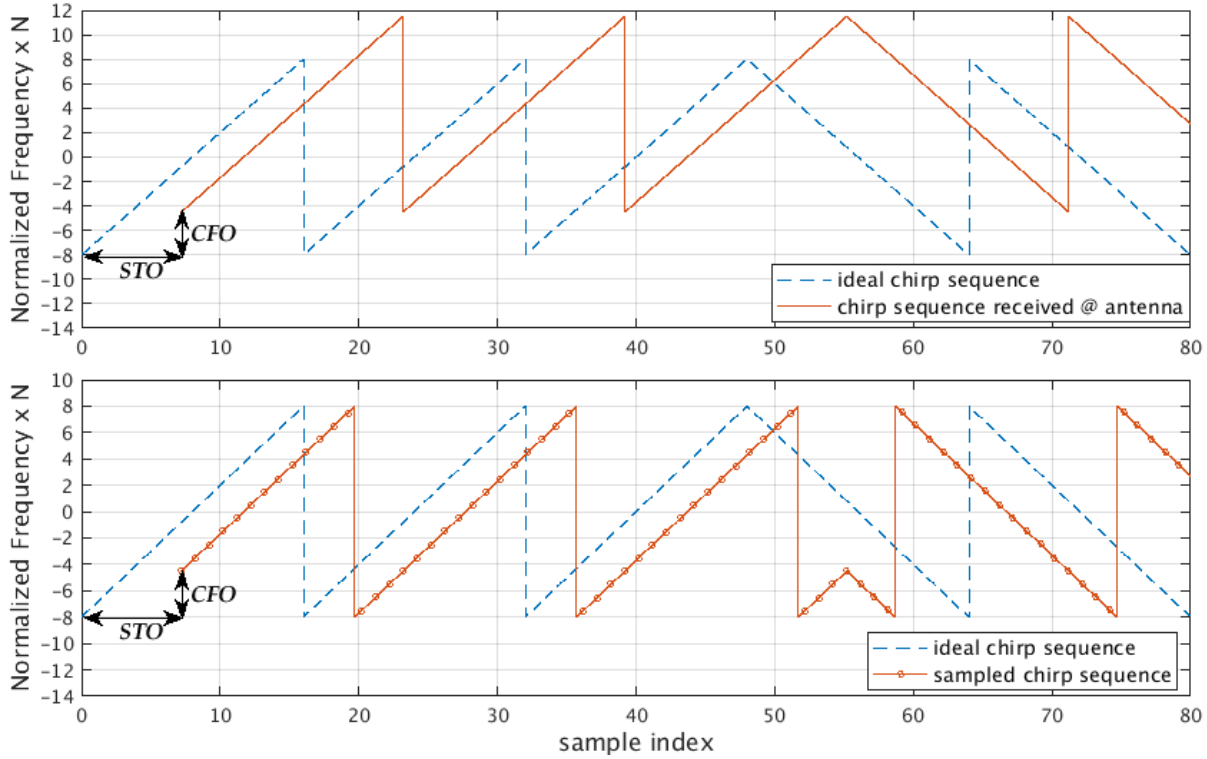 12
10
8
6
4
2
0
−2
−4
−6
−8
−10
−12
−14
Normalized Frequency x N
CFO
STO
ideal chirp sequence
chirp sequence received @ antenna
0 10 20 30 40 50 60 70 80
10
8
6
4
2
0
−2
−4
−6
−8
−10
−12
−14
Normalized Frequency x N
CFO
STO
ideal chirp sequence
sampled chirp sequence
0 10 20 30 40 50 60 70 80
sample index